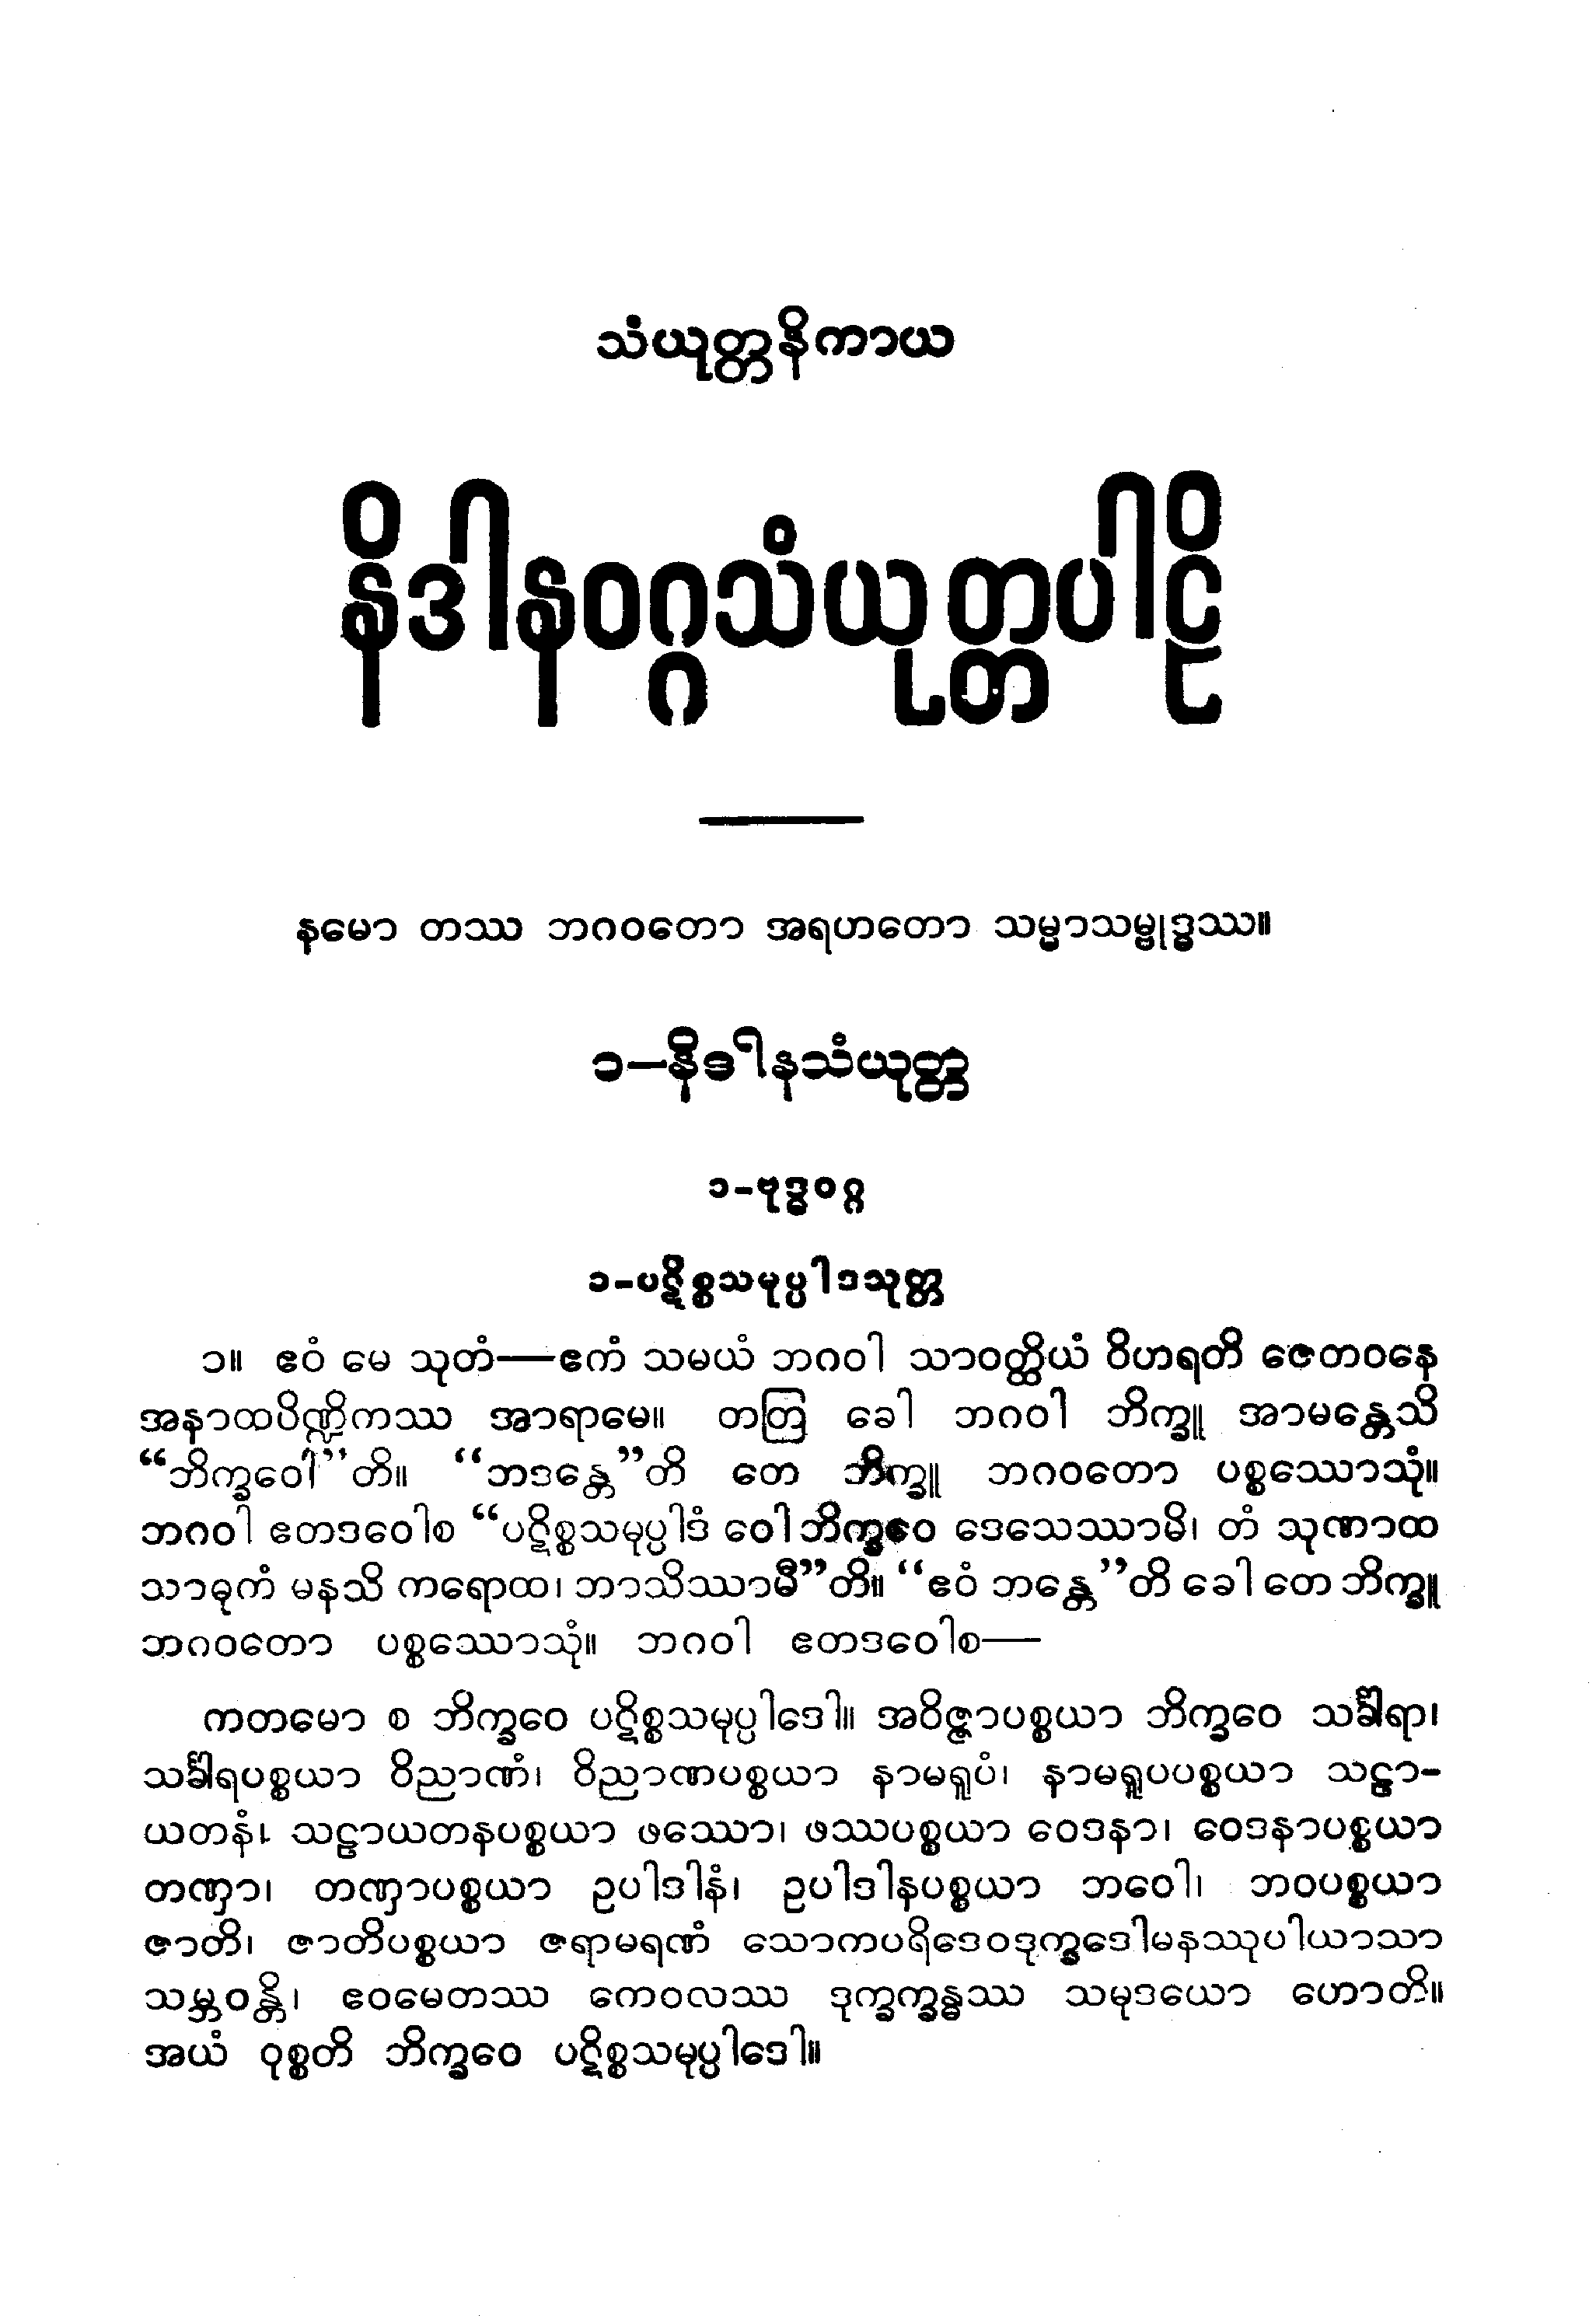 သံယုတ္တနိကာယ
နိဒါနဝဂ္ဂသံယုတ္တပါဠိ
နမော တဿ ဘဂဝတော အရဟတော သမ္မာသမ္ဗုဒ္ဓဿ။
၁–နိဒါနသံယုတ္တ
၁-ဗုဒ္ဓဝဂ္ဂ
၁-ပဋိစ္စသမုပ္ပါဒသုတ္တ
၁။ ဧဝံ မေ သုတံ—ဧကံ သမယံ ဘဂဝါ သာဝတ္ထိယံ ဝိဟရတိ ဇေတဝနေ
အနာထပိဏ္ဍိကဿ အာရာမေ။ တတြ ခေါ ဘဂဝါ ဘိက္ခူ အာမန္တေသိ
“ဘိက္ခဝေါ”တိ။ “ဘဒန္တေ”တိ တေ ဘိက္ခူ ဘဂဝတော ပစ္စဿောသုံ။
ဘဂဝါ ဧတဒဝေါစ “ပဋိစ္စသမုပ္ပါဒံ ဝေါ ဘိက္ခဝေ ဒေသေဿာမိ၊ တံ သုဏာထ
သာဓုကံ မနသိ ကရောထ၊ ဘာသိဿာမီ”တိ။ “ဧဝံ ဘန္တေ”တိ ခေါ တေ ဘိက္ခူ
ဘဂဝတော ပစ္စဿောသုံ။ ဘဂဝါ ဧတဒဝေါစ—
ကတမော စ ဘိက္ခဝေ ပဋိစ္စသမုပ္ပါဒေါ။ အဝိဇ္ဇာပစ္စယာ ဘိက္ခဝေ သင်္ခါရာ၊
သင်္ခါရပစ္စယာ ဝိညာဏံ၊ ဝိညာဏပစ္စယာ နာမရူပံ၊ နာမရူပပစ္စယာ သဠာ-
ယတနံ၊ သဠာယတနပစ္စယာ ဖဿော၊ ဖဿပစ္စယာ ဝေဒနာ၊ ဝေဒနာပစ္စယာ
တဏှာ၊ တဏှာပစ္စယာ ဥပါဒါနံ၊ ဥပါဒါနပစ္စယာ ဘဝေါ၊ ဘဝပစ္စယာ
ဇာတိ၊ ဇာတိပစ္စယာ ဇရာမရဏံ သောကပရိဒေဝဒုက္ခဒေါမနဿုပါယာသာ
သမ္ဘဝန္တိ၊ ဧဝမေတဿ ကေဝလဿ ဒုက္ခက္ခန္ဓဿ သမုဒယော ဟောတိ။
အယံ ဝုစ္စတိ ဘိက္ခဝေ ပဋိစ္စသမုပ္ပါဒေါ။